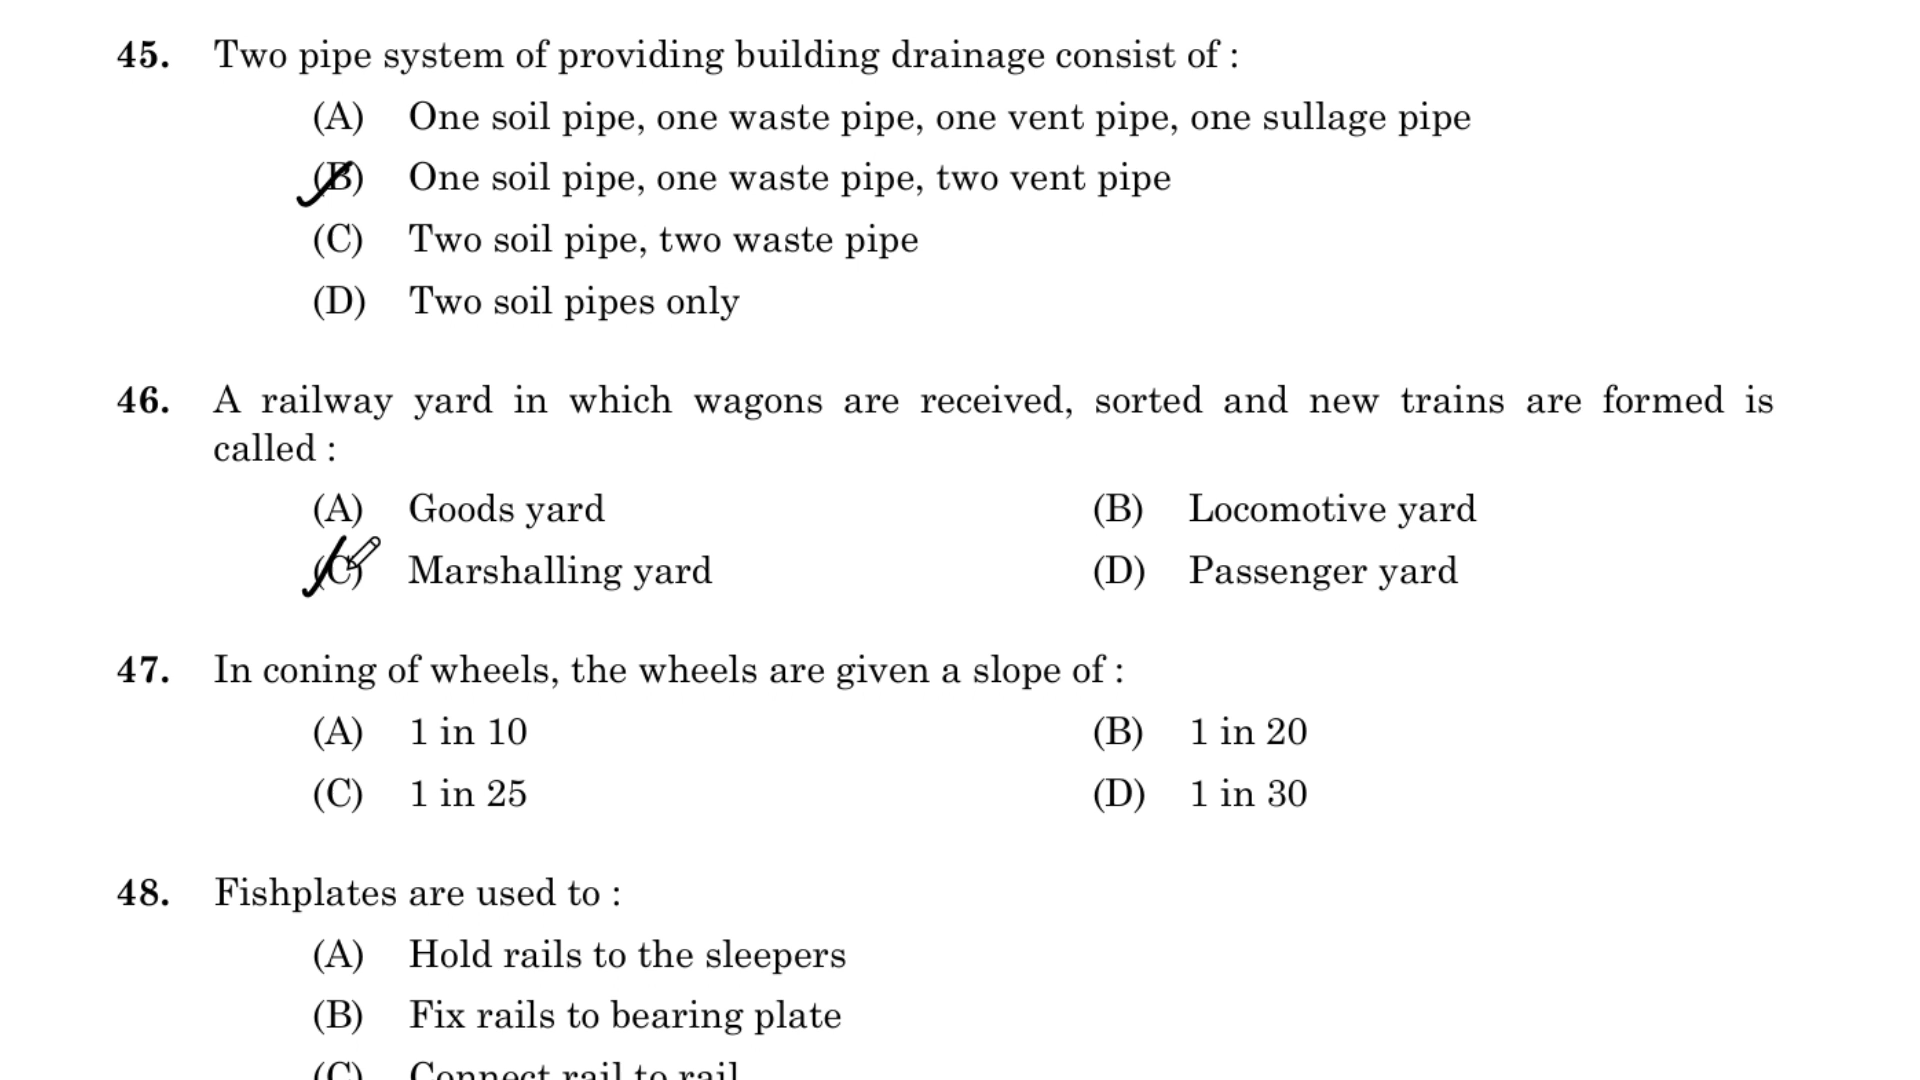 45. Two pipe system of providing building drainage consist of :
(A) One soil pipe, one waste pipe, one vent pipe, one sullage pipe
(B) One soil pipe, one waste pipe, two vent pipe
(C) Two soil pipe, two waste pipe
(D) Two soil pipes only
46. A railway yard in which wagons are received, sorted and new trains are formed is
called :
(A) Goods yard (B) Locomotive yard
(C) Marshalling yard (D) Passenger yard
47. In coning of wheels, the wheels are given a slope of :
(A) 1 in 10 (B) 1 in 20
(C) 1 in 25 (D) 1 in 30
48. Fishplates are used to :
(A) Hold rails to the sleepers
(B) Fix rails to bearing plate
(C) Connect rail to rail